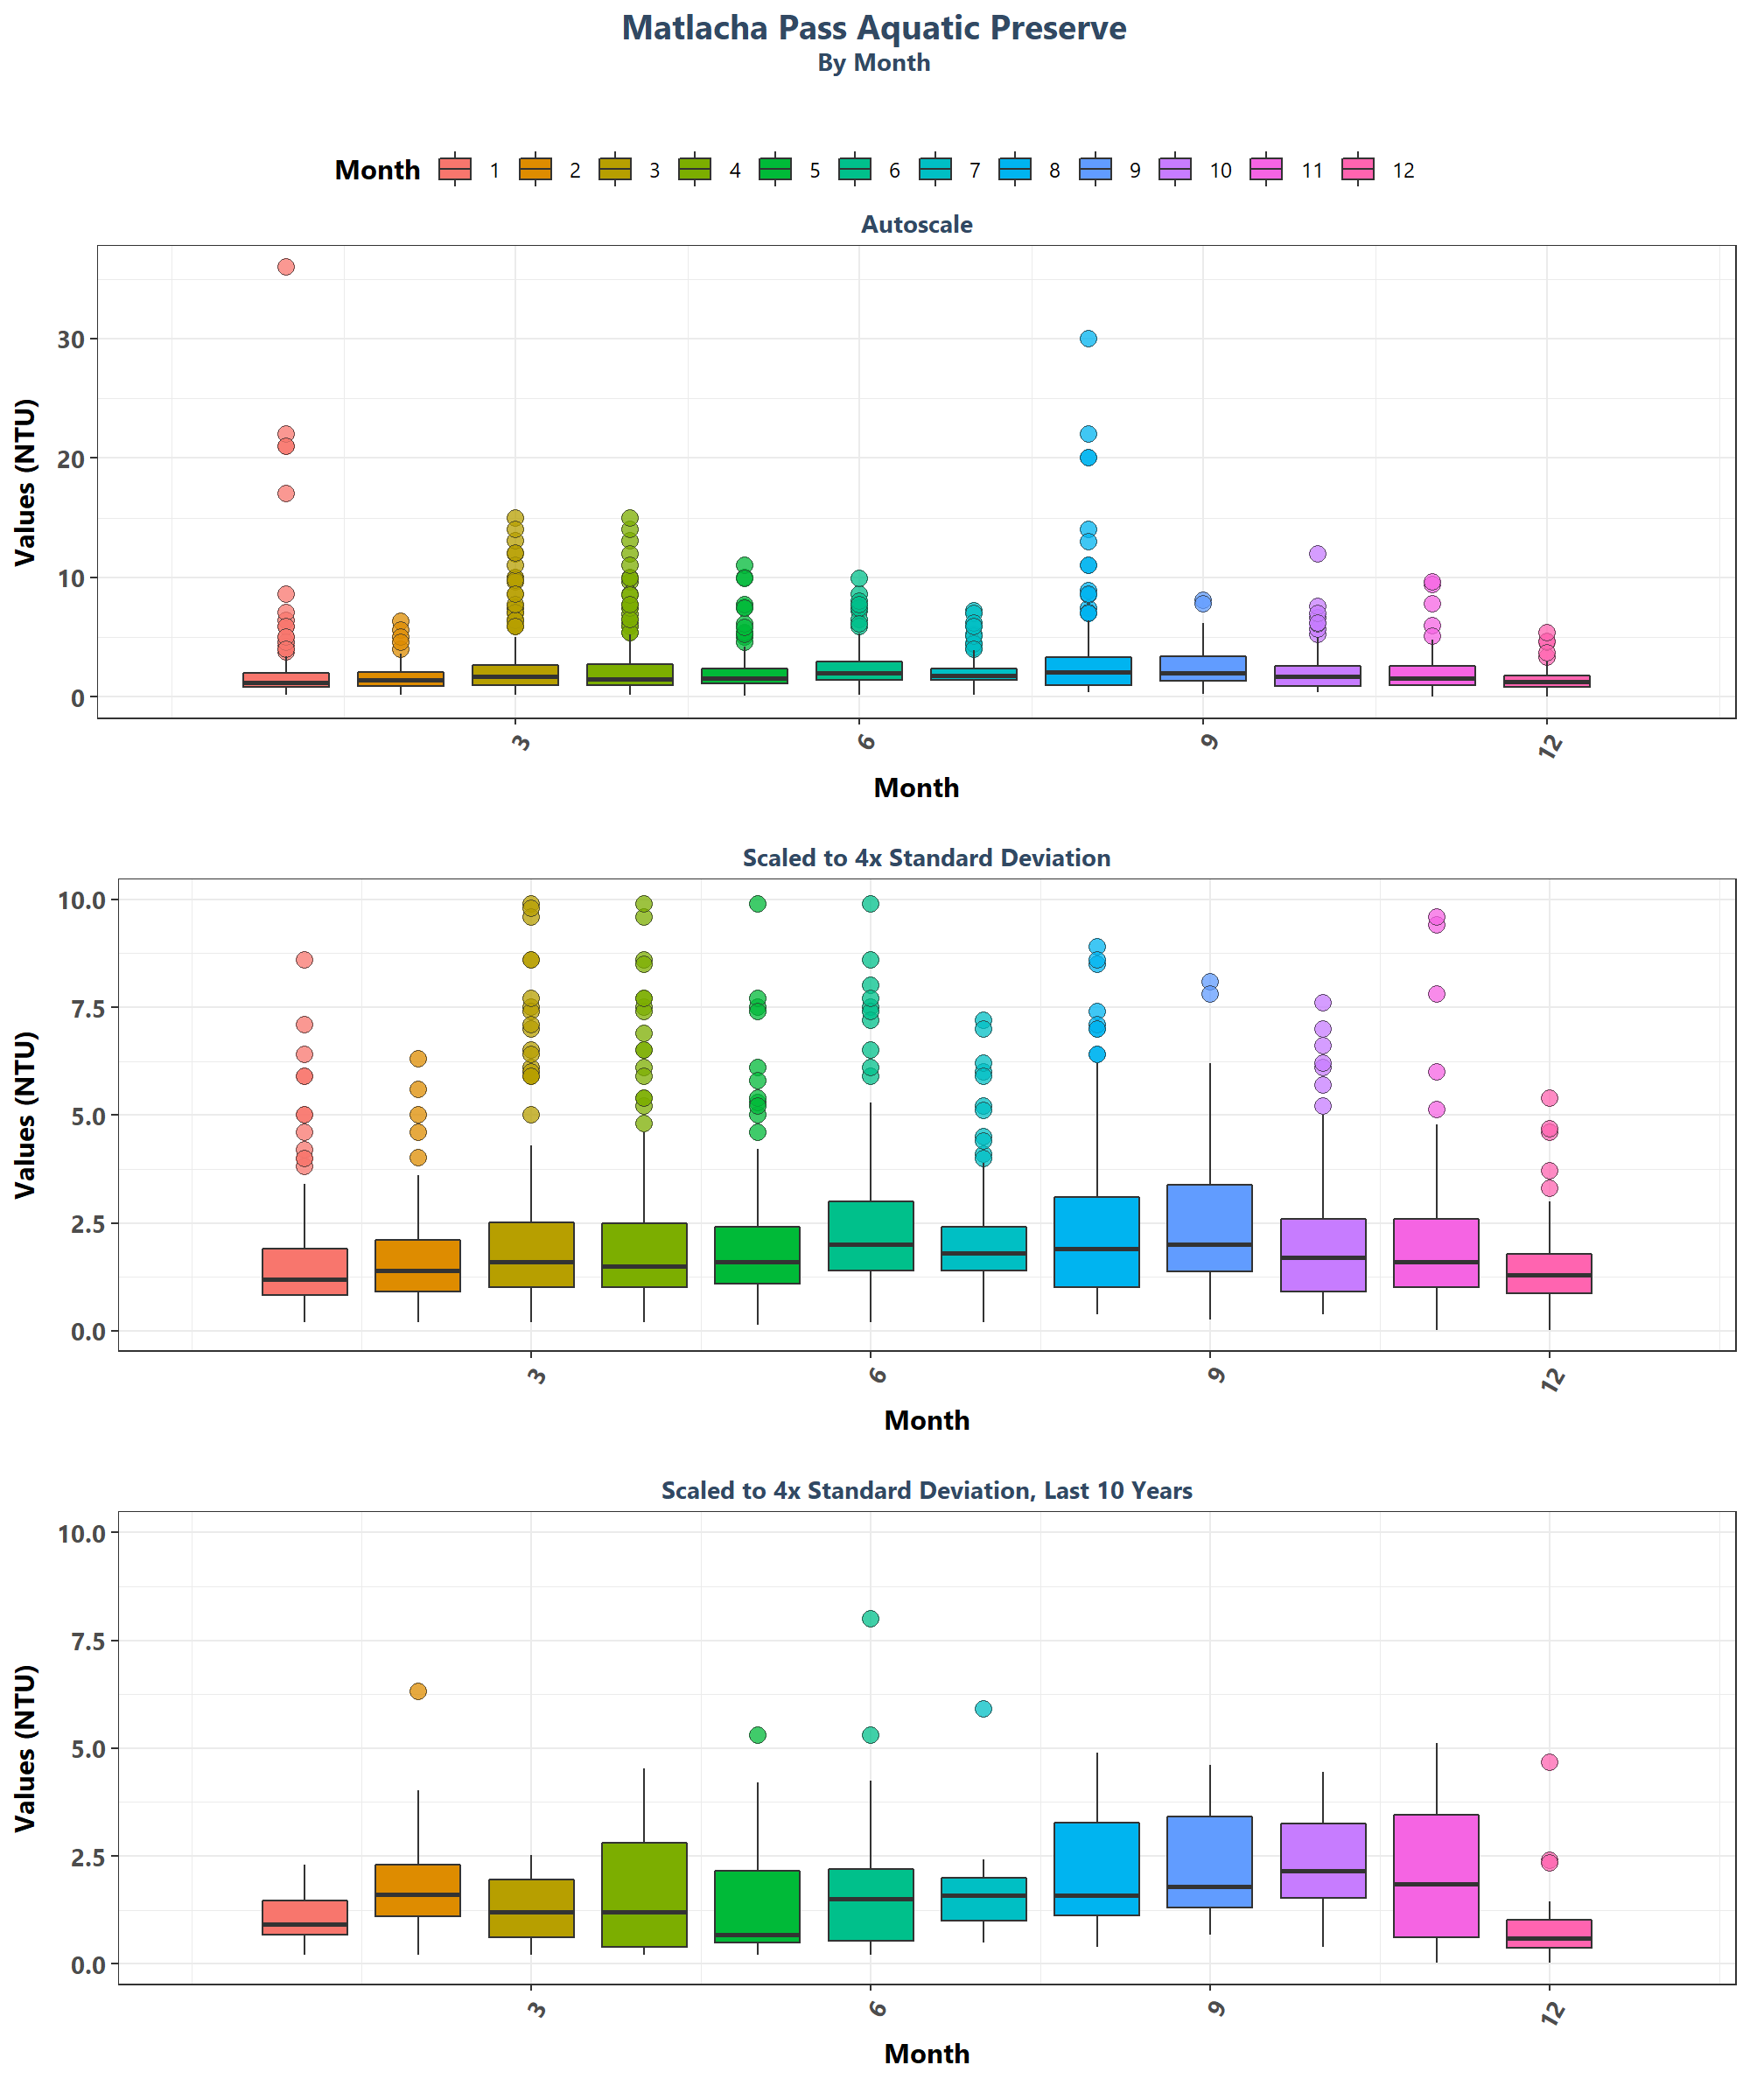 Matlacha Pass Aquatic Preserve
By Month
Month 1 2 3 4 5 6 7 8 9 10 11 12
Autoscale
Values (NTU)
30
20
10
0
3 6 9 12
Month
Scaled to 4x Standard Deviation
Values (NTU)
10.0
7.5
5.0
2.5
0.0
3 6 9 12
Month
Scaled to 4x Standard Deviation, Last 10 Years
Values (NTU)
10.0
7.5
5.0
2.5
0.0
3 6 9 12
Month